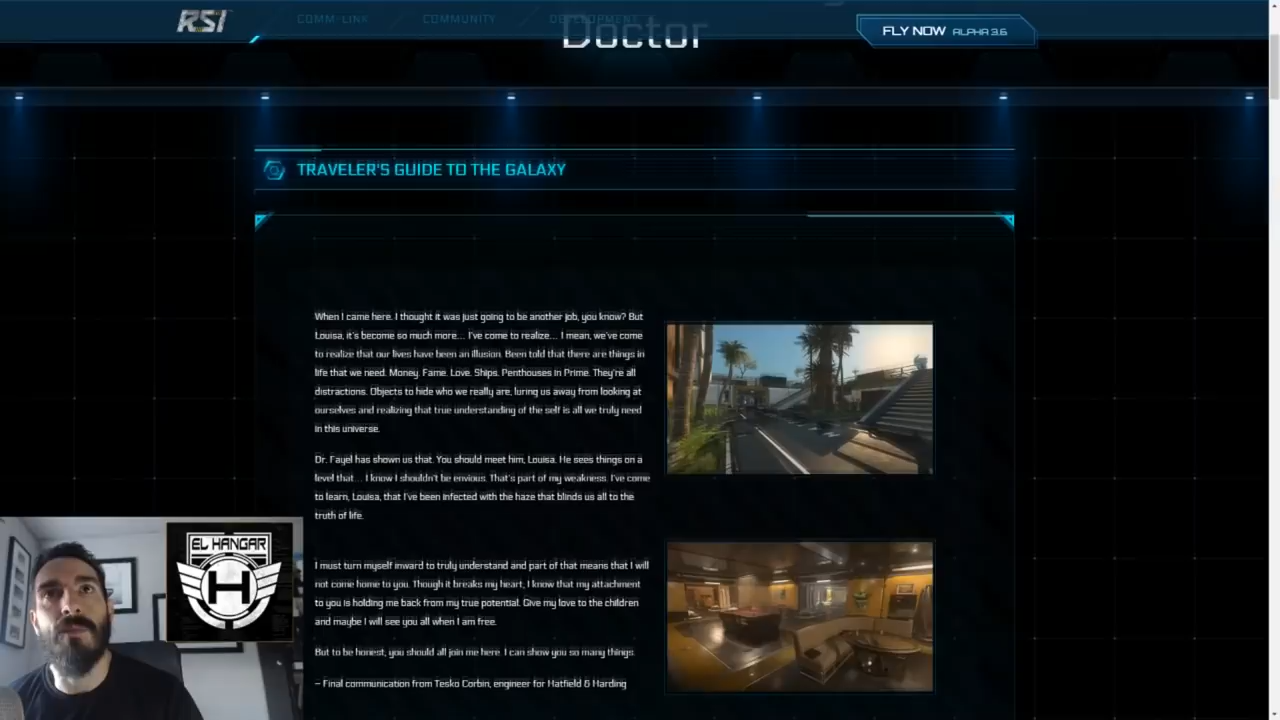 RSI
COMM-LINK
COMMUNITY
DEVELOPMENT
Doctor
FLY NOW ALPHA 3.6
TRAVELER'S GUIDE TO THE GALAXY
When I came here. I thought it was just going to be another job, you know? But
Louisa, it's become so much more... I've come to realize... I mean, we've come
to realize that our lives have been an illusion. Been told that there are things in
life that we need. Money. Fame. Love. Ships. Penthouses in Prime. They're all
distractions. Objects to hide who we really are, luring us away from looking at
ourselves and realizing that true understanding of the self is all we truly need
in this universe.
Dr. Fayel has shown us that. You should meet him, Louisa. He sees things on a
level that... I know I shouldn't be envious. That's part of my weakness. I've come
to learn, Louisa, that I've been infected with the haze that blinds us all to the
truth of life.
I must turn myself inward to truly understand and part of that means that I will
not come home to you. Though it breaks my heart, I know that my attachment
to you is holding me back from my true potential. Give my love to the children
and maybe I will see you all when I am free.
But to be honest, you should all join me here. I can show you so many things.
– Final communication from Tesko Corbin, engineer for Hatfield & Harding
EL HANGAR
H